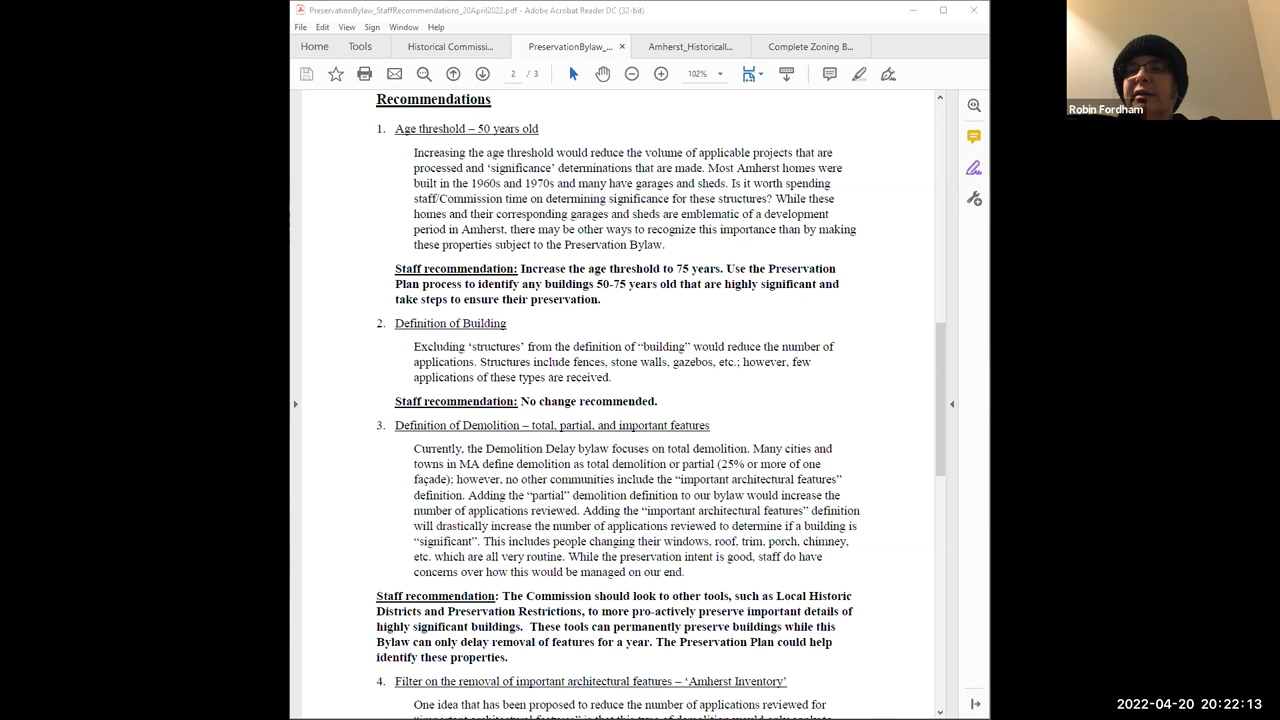 PreservationBylaw_StaffRecommendations_20April2022.pdf - Adobe Acrobat Reader DC (32-bit)
File Edit View Sign Window Help
Home Tools Historical Commissi... PreservationBylaw_... × Amherst_Historicall... Complete Zoning B...
2 / 3 102%
Recommendations
1. Age threshold – 50 years old
Increasing the age threshold would reduce the volume of applicable projects that are
processed and ‘significance’ determinations that are made. Most Amherst homes were
built in the 1960s and 1970s and many have garages and sheds. Is it worth spending
staff/Commission time on determining significance for these structures? While these
homes and their corresponding garages and sheds are emblematic of a development
period in Amherst, there may be other ways to recognize this importance than by making
these properties subject to the Preservation Bylaw.
Staff recommendation: Increase the age threshold to 75 years. Use the Preservation
Plan process to identify any buildings 50-75 years old that are highly significant and
take steps to ensure their preservation.
2. Definition of Building
Excluding ‘structures’ from the definition of “building” would reduce the number of
applications. Structures include fences, stone walls, gazebos, etc.; however, few
applications of these types are received.
Staff recommendation: No change recommended.
3. Definition of Demolition – total, partial, and important features
Currently, the Demolition Delay bylaw focuses on total demolition. Many cities and
towns in MA define demolition as total demolition or partial (25% or more of one
façade); however, no other communities include the “important architectural features”
definition. Adding the “partial” demolition definition to our bylaw would increase the
number of applications reviewed. Adding the “important architectural features” definition
will drastically increase the number of applications reviewed to determine if a building is
“significant”. This includes people changing their windows, roof, trim, porch, chimney,
etc. which are all very routine. While the preservation intent is good, staff do have
concerns over how this would be managed on our end.
Staff recommendation: The Commission should look to other tools, such as Local Historic
Districts and Preservation Restrictions, to more pro-actively preserve important details of
highly significant buildings. These tools can permanently preserve buildings while this
Bylaw can only delay removal of features for a year. The Preservation Plan could help
identify these properties.
4. Filter on the removal of important architectural features – ‘Amherst Inventory’
One idea that has been proposed to reduce the number of applications reviewed for
Robin Fordham
2022-04-20 20:22:13